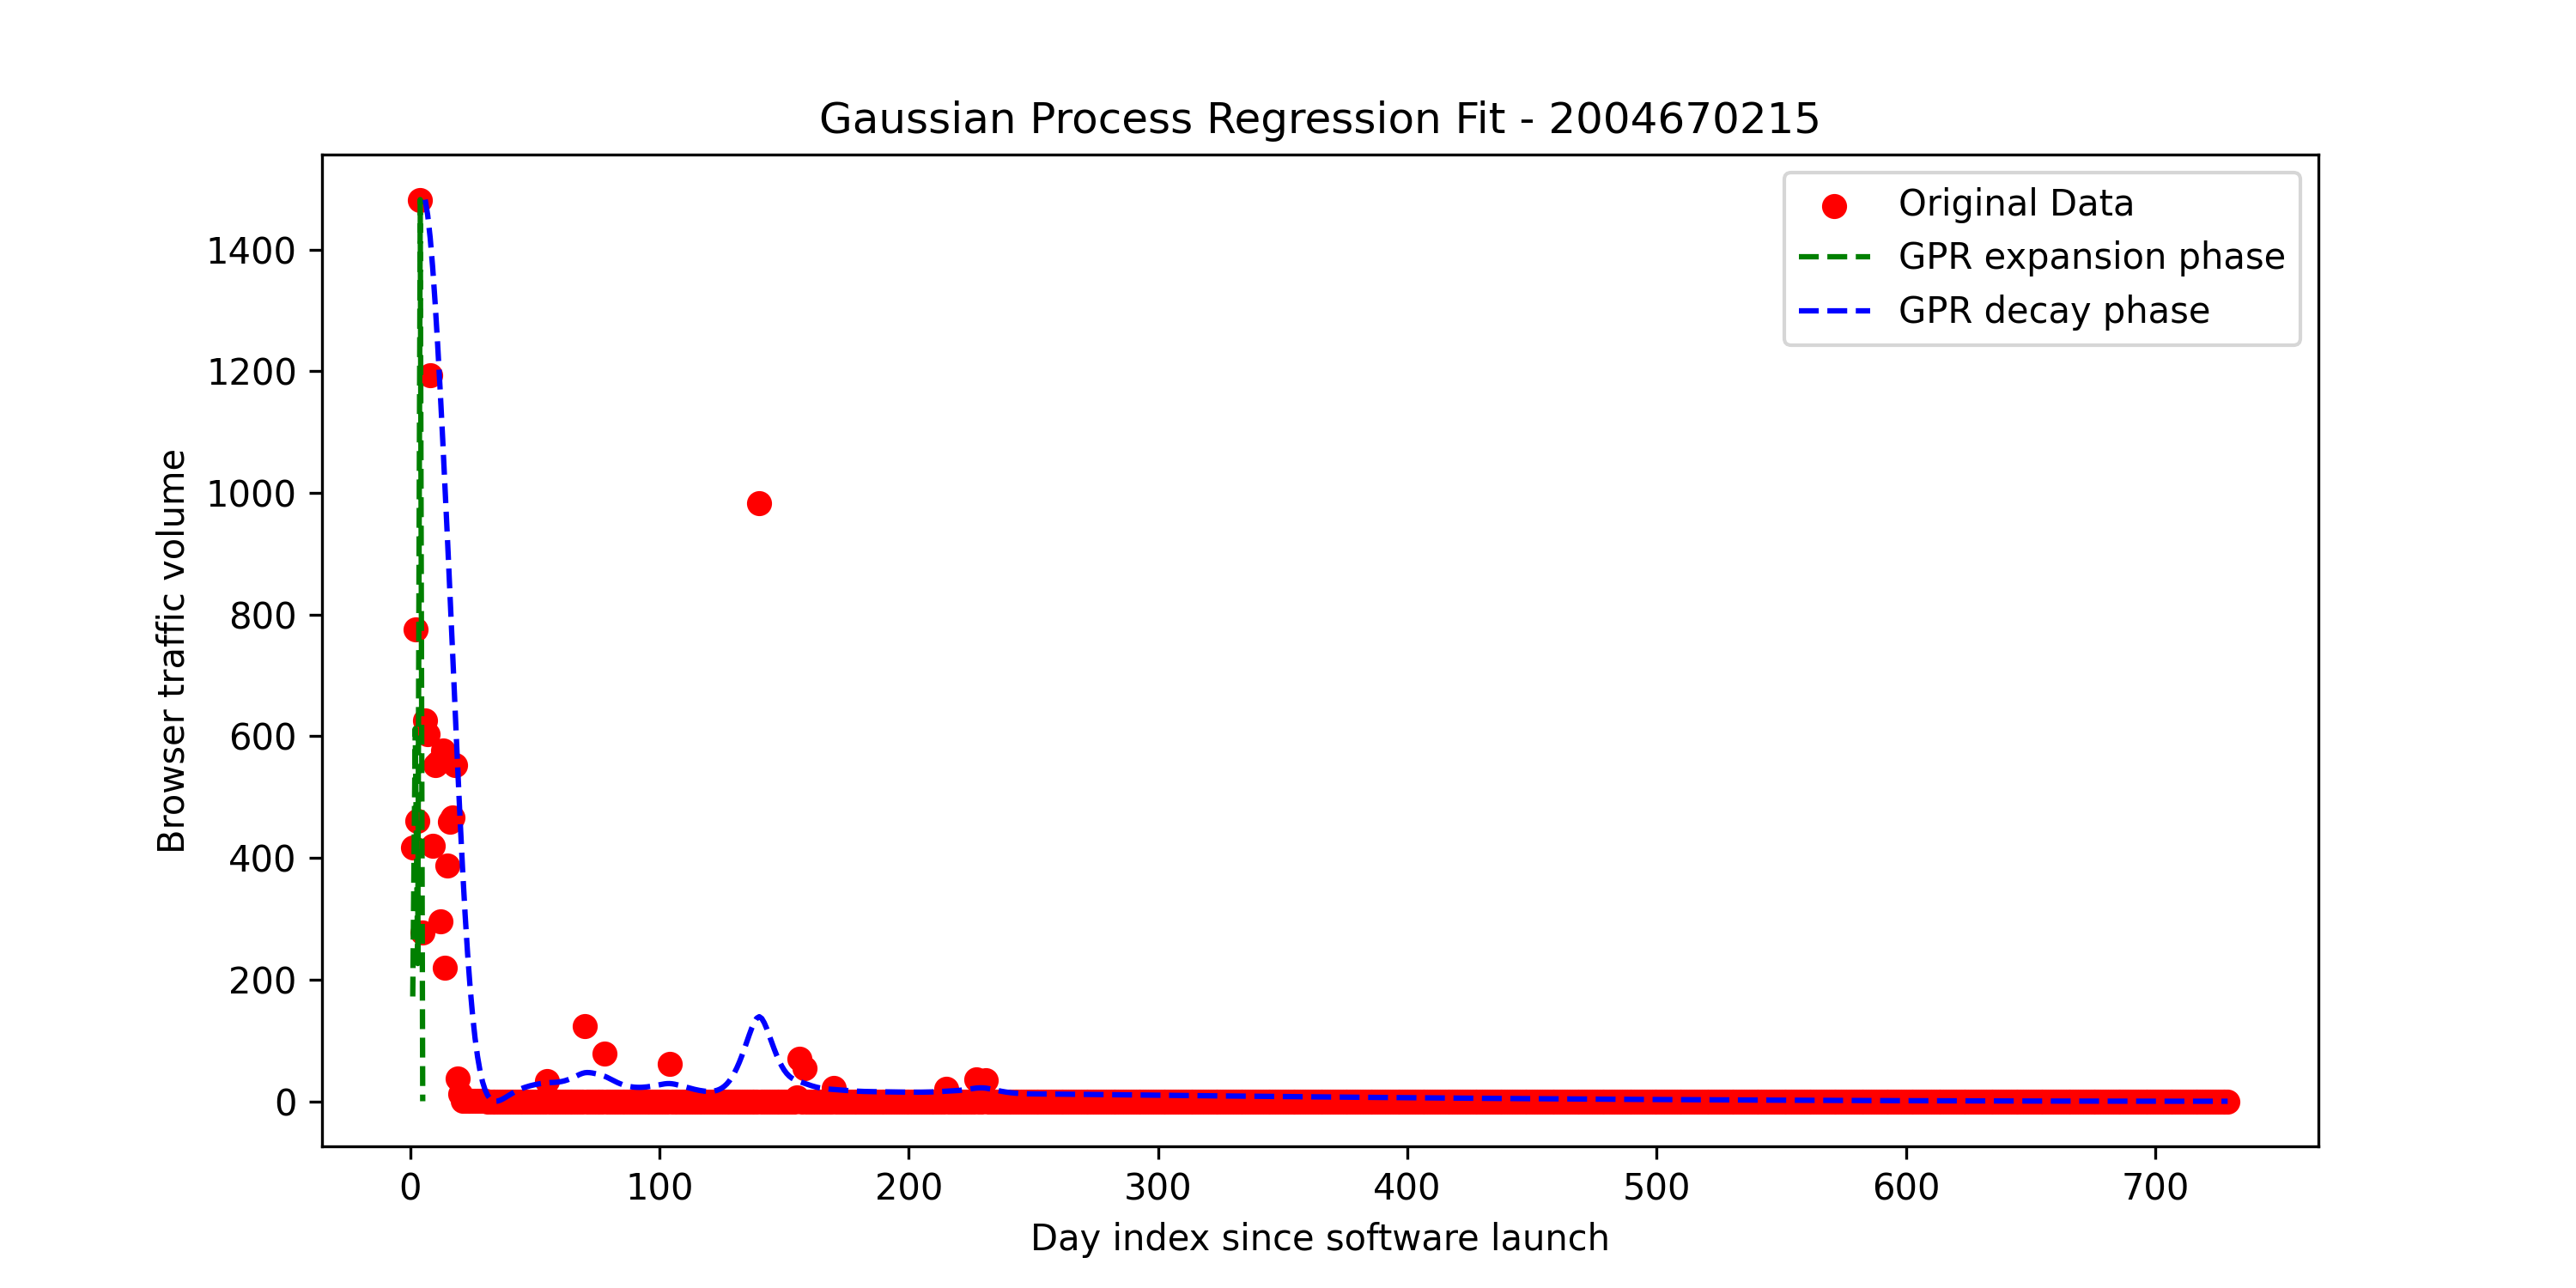 Gaussian Process Regression Fit - 2004670215
Original Data
GPR expansion phase
GPR decay phase
Browser traffic volume
1400
1200
1000
800
600
400
200
0
0 100 200 300 400 500 600 700
Day index since software launch